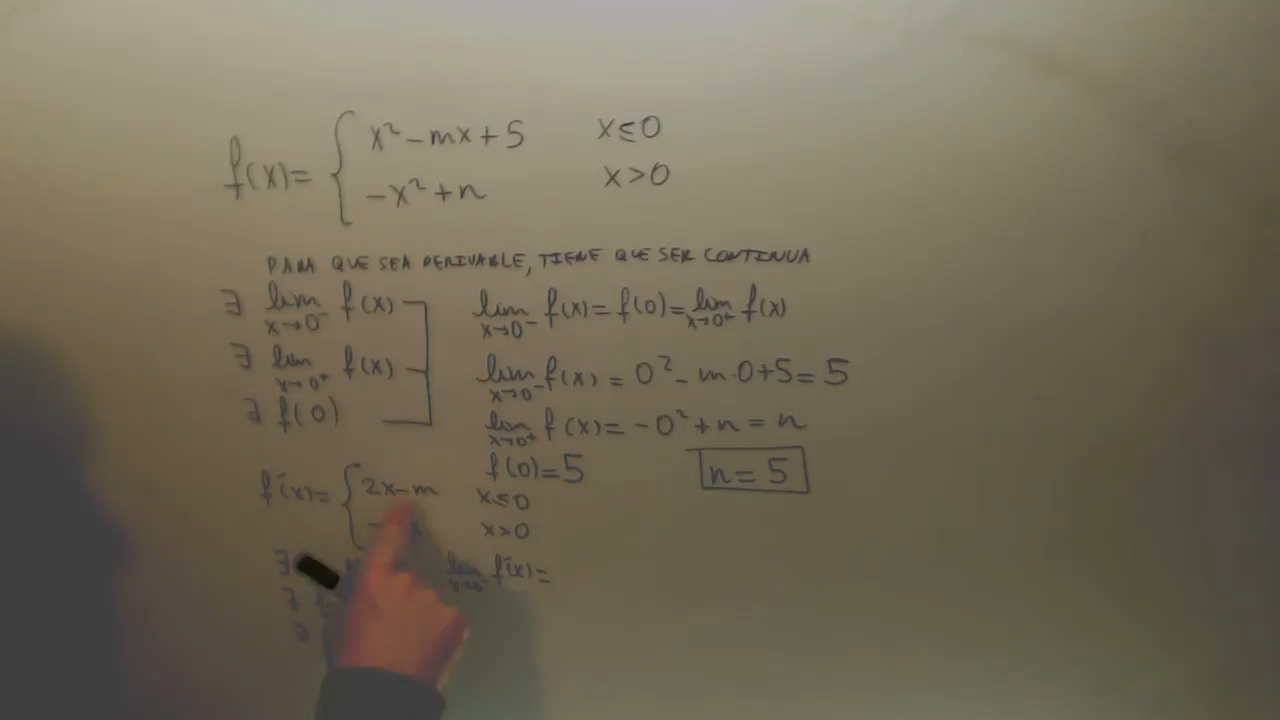 f(x)= { x² - mx + 5 x ≤ 0
-x² + n x > 0
PARA QUE SEA DERIVABLE, TIENE QUE SER CONTINUA
∃ lim x→0⁻ f(x) lim x→0⁻ f(x) = f(0) = lim x→0⁺ f(x)
∃ lim x→0⁺ f(x) lim x→0⁻ f(x) = 0² - m·0+5 = 5
∃ f(0) lim x→0⁺ f(x) = -0² + n = n
f(0) = 5 n = 5
f'(x)= { 2x-m x ≤ 0
x > 0
∃ lim x→0⁻ f'(x) =
∃
∃